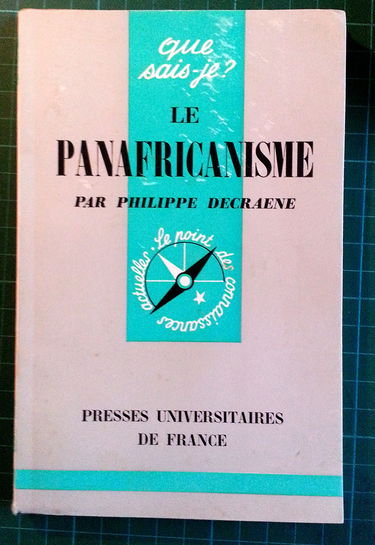 que
sais-je?
LE
PANAFRICANISME
PAR PHILIPPE DECRAENE
Le point des connaissances actuelles.
PRESSES UNIVERSITAIRES
DE FRANCE